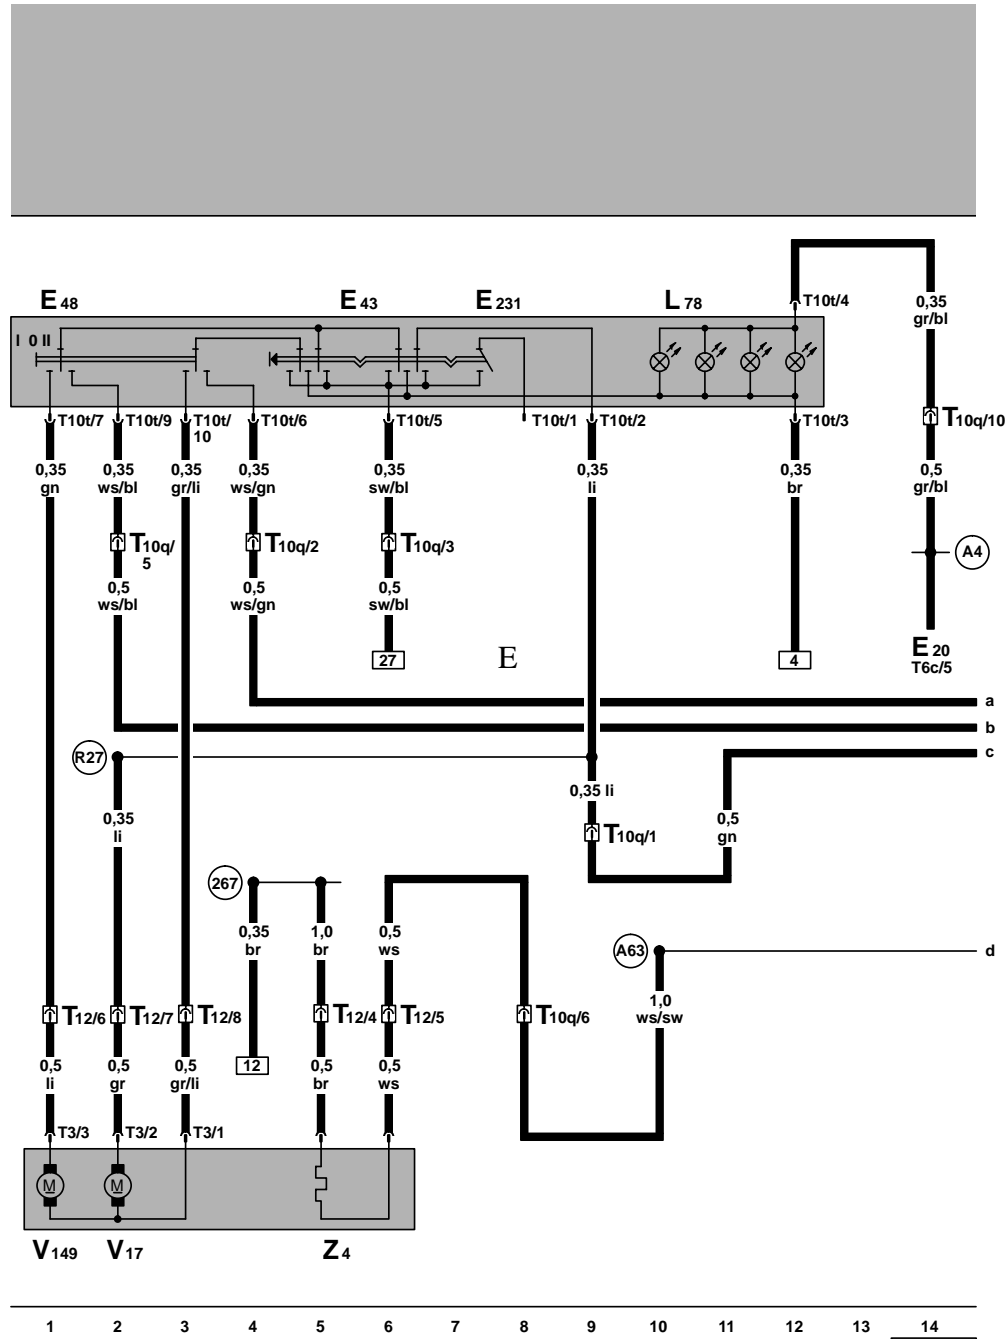 T10t/4
0,35
gr/bl
E 48
E 43
E 231
L 78
I 0 II
T10t/7
T10t/9
T10t/
10
T10t/6
T10t/5
T10t/1
T10t/2
T10t/3
T10q/10
0,35
gn
0,35
ws/bl
0,35
gr/li
0,35
ws/gn
0,35
sw/bl
0,35
li
0,35
br
0,5
gr/bl
T10q/
5
T10q/2
T10q/3
A4
0,5
ws/bl
0,5
ws/gn
0,5
sw/bl
27
E
4
E 20
T6c/5
a
b
c
R27
0,35
li
0,35 li
0,5
gn
T10q/1
267
0,35
br
1,0
br
0,5
ws
A63
d
1,0
ws/sw
T12/6
T12/7
T12/8
T12/4
T12/5
T10q/6
0,5
li
0,5
gr
0,5
gr/li
12
0,5
br
0,5
ws
T3/3
T3/2
T3/1
M
M
V149
V17
Z4
1 2 3 4 5 6 7 8 9 10 11 12 13 14